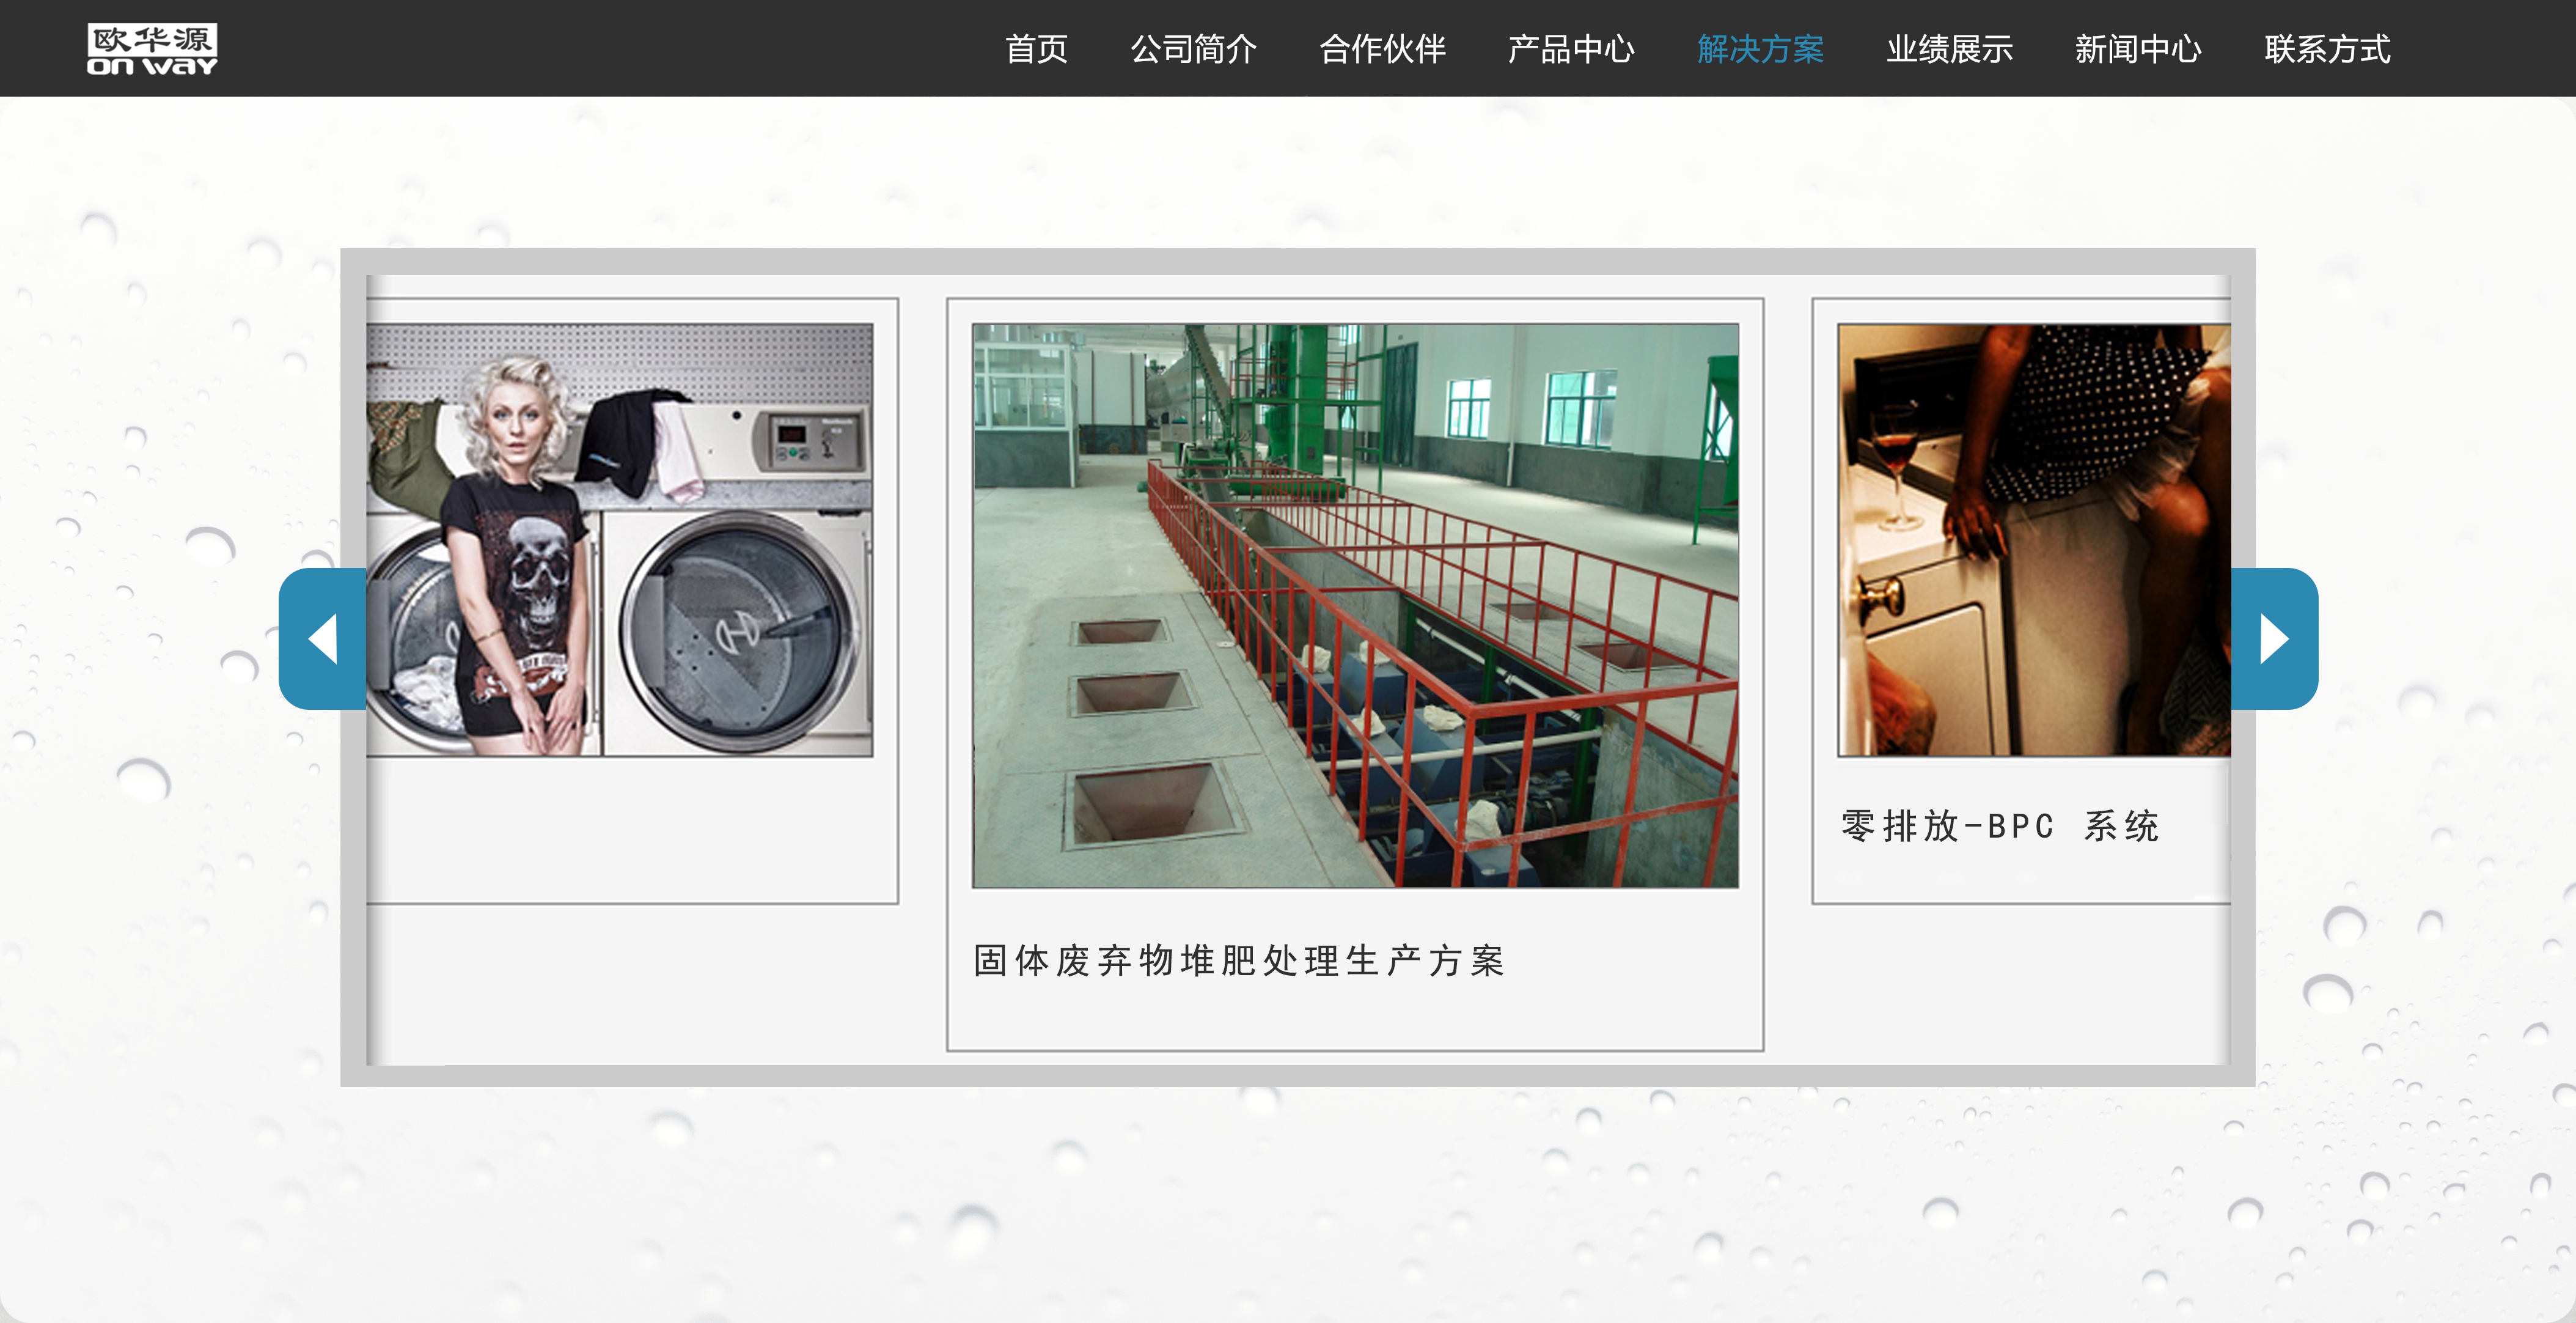 欧华源
on way
首页 公司简介 合作伙伴 产品中心 解决方案 业绩展示 新闻中心 联系方式
零排放-BPC 系统
固体废弃物堆肥处理生产方案